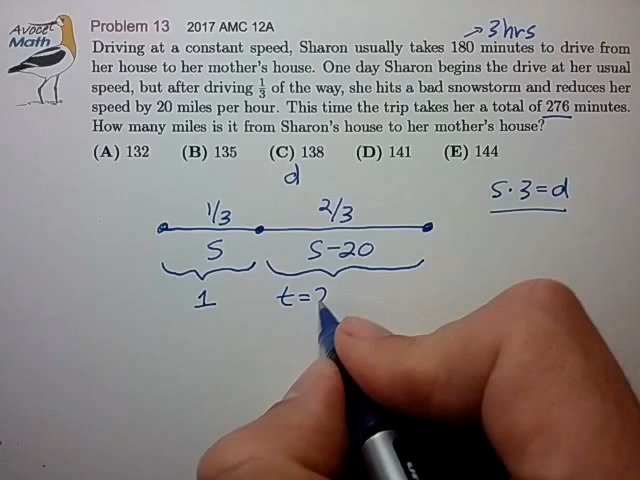 Avocet
Math
Problem 13 2017 AMC 12A
→ 3 hrs
Driving at a constant speed, Sharon usually takes 180 minutes to drive from
her house to her mother's house. One day Sharon begins the drive at her usual
speed, but after driving 1/3 of the way, she hits a bad snowstorm and reduces her
speed by 20 miles per hour. This time the trip takes her a total of 276 minutes.
How many miles is it from Sharon's house to her mother's house?
(A) 132 (B) 135 (C) 138 (D) 141 (E) 144
d
S·3=d
1/3 2/3
S S-20
1 t=?